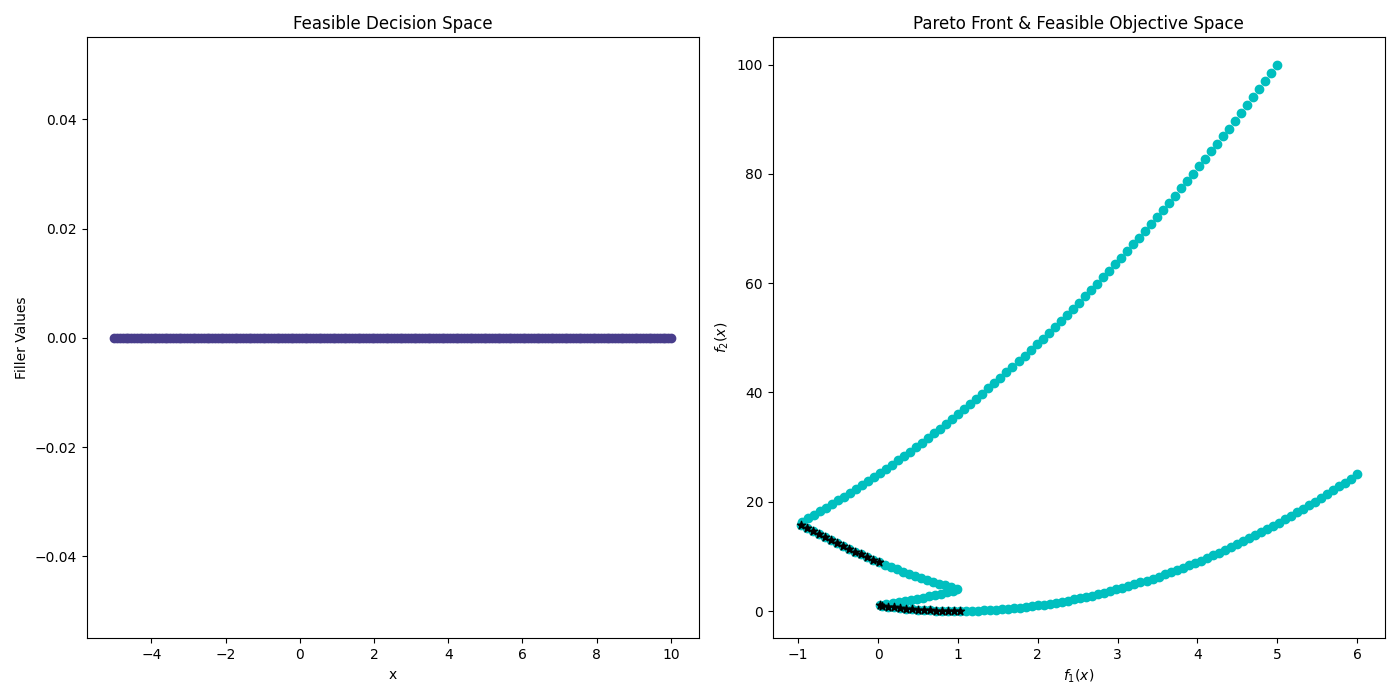 Feasible Decision Space
Filler Values
0.04
0.02
0.00
−0.02
−0.04
−4 −2 0 2 4 6 8 10
x
Pareto Front & Feasible Objective Space
f₂(x)
100
80
60
40
20
0
−1 0 1 2 3 4 5 6
f₁(x)